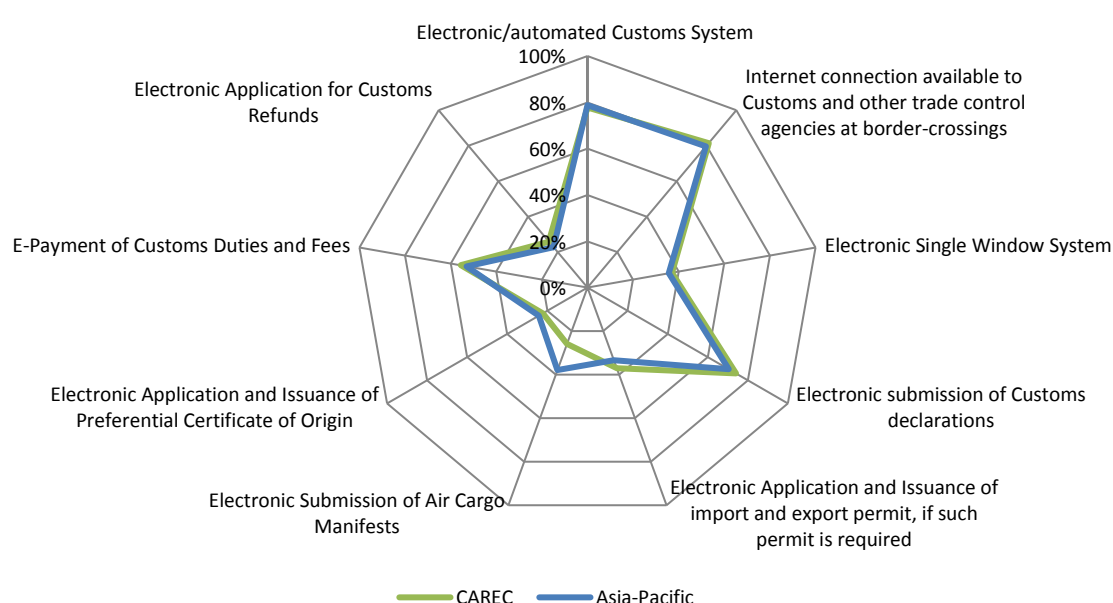 Electronic/automated Customs System
100%
80%
60%
40%
20%
0%
Internet connection available to
Customs and other trade control
agencies at border-crossings
Electronic Single Window System
Electronic submission of Customs
declarations
Electronic Application and Issuance of
import and export permit, if such
permit is required
Electronic Submission of Air Cargo
Manifests
Electronic Application and Issuance of
Preferential Certificate of Origin
E-Payment of Customs Duties and Fees
Electronic Application for Customs
Refunds
CAREC
Asia-Pacific